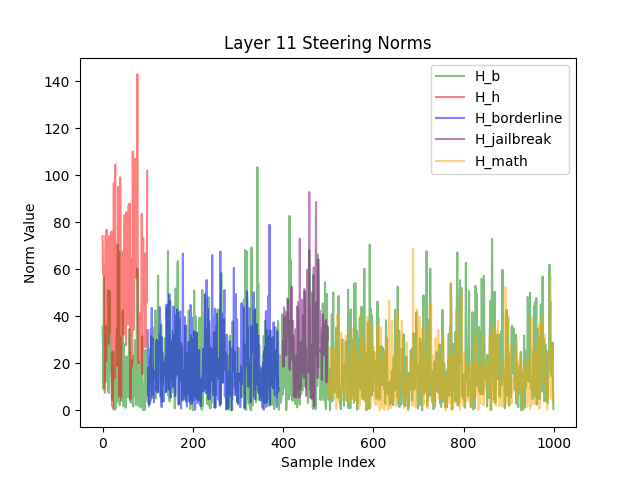 Layer 11 Steering Norms
H_b
H_h
H_borderline
H_jailbreak
H_math
Norm Value
140
120
100
80
60
40
20
0
0 200 400 600 800 1000
Sample Index